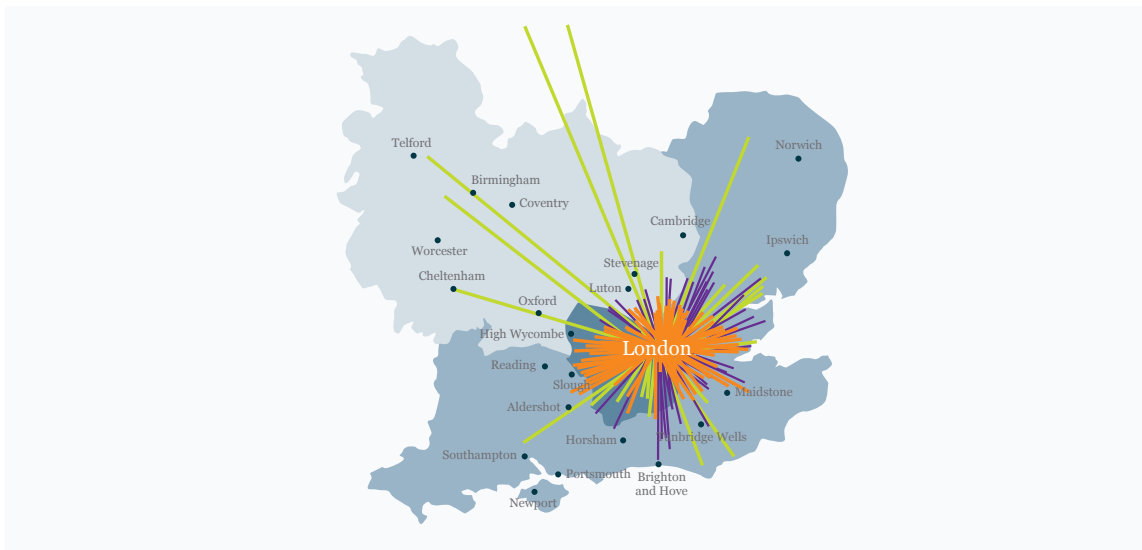 Telford
Norwich
Birmingham
Coventry
Cambridge
Worcester
Ipswich
Stevenage
Cheltenham
Luton
Oxford
High Wycombe
London
Reading
Slough
Maidstone
Aldershot
Tunbridge Wells
Horsham
Southampton
Portsmouth
Brighton
and Hove
Newport